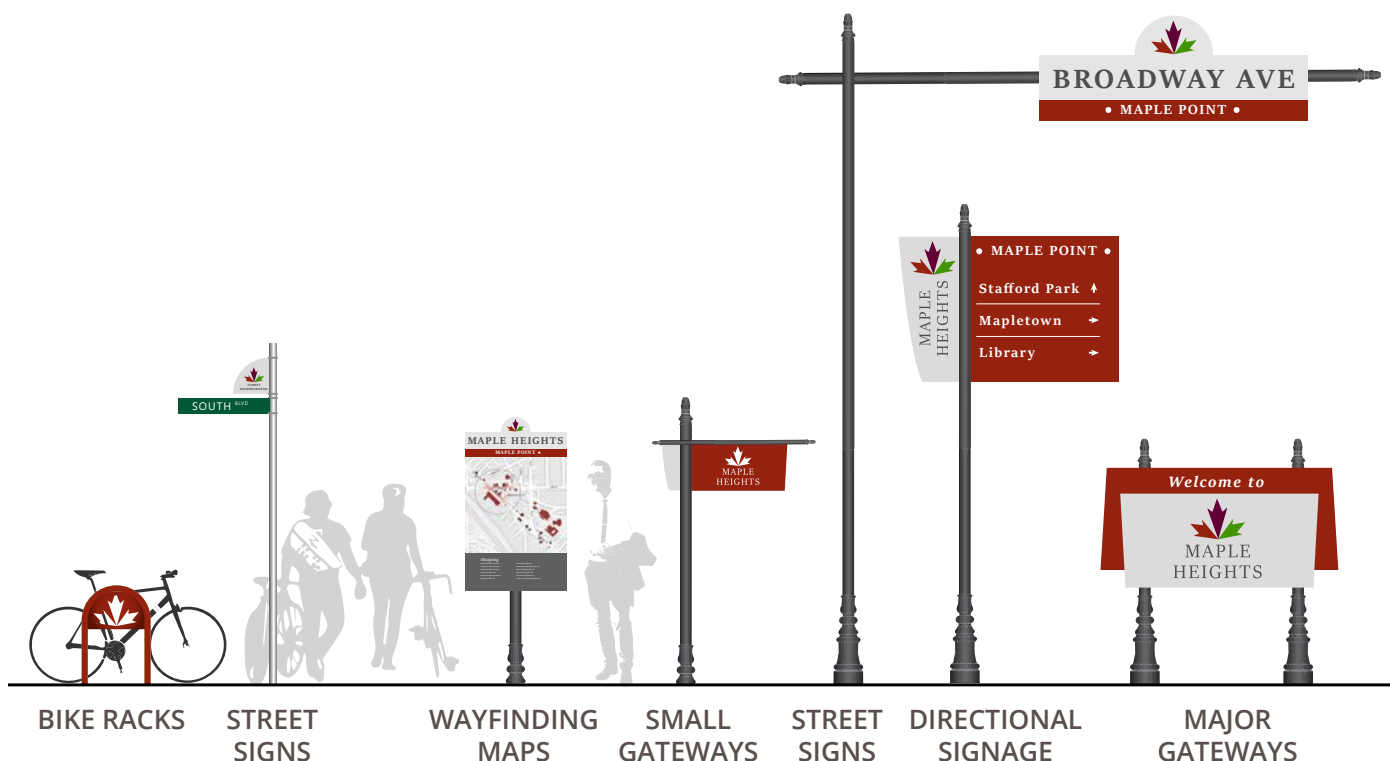 BROADWAY AVE
• MAPLE POINT •
• MAPLE POINT •
Stafford Park
Mapletown
Library
MAPLE
HEIGHTS
SOUTH BLVD
MAPLE HEIGHTS
MAPLE POINT •
Shopping
MAPLE
HEIGHTS
Welcome to
MAPLE
HEIGHTS
BIKE RACKS
STREET
SIGNS
WAYFINDING
MAPS
SMALL
GATEWAYS
STREET
SIGNS
DIRECTIONAL
SIGNAGE
MAJOR
GATEWAYS